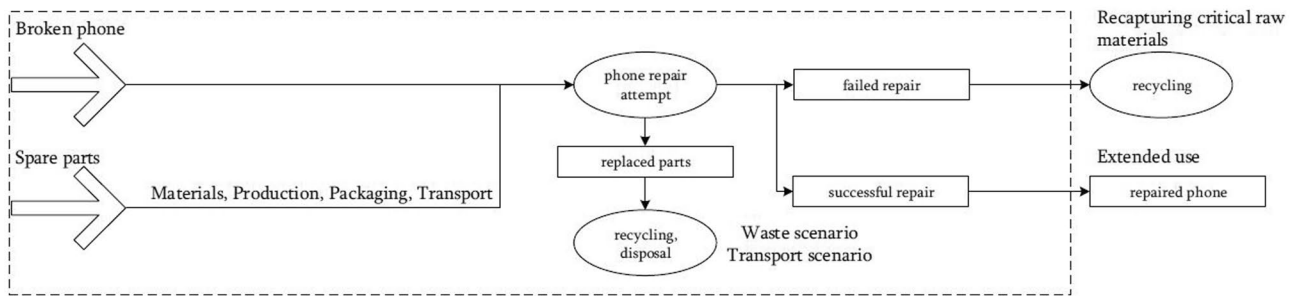 Broken phone
Spare parts
Materials, Production, Packaging, Transport
phone repair
attempt
replaced parts
recycling,
disposal
Waste scenario
Transport scenario
failed repair
successful repair
Recapturing critical raw
materials
recycling
Extended use
repaired phone